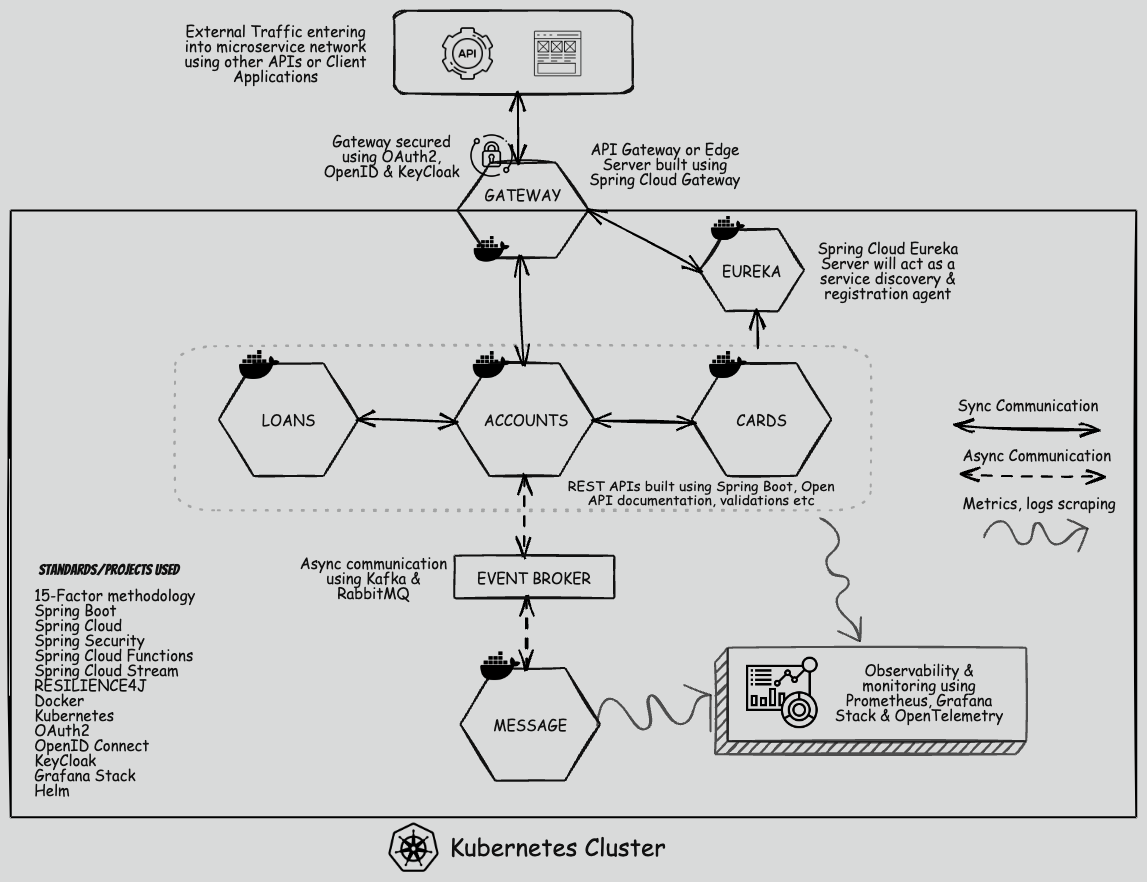 External Traffic entering
into microservice network
using other APIs or Client
Applications
API
Gateway secured
using OAuth2,
OpenID & KeyCloak
API Gateway or Edge
Server built using
Spring Cloud Gateway
GATEWAY
EUREKA
Spring Cloud Eureka
Server will act as a
service discovery &
registration agent
LOANS
ACCOUNTS
CARDS
REST APIs built using Spring Boot, Open
API documentation, validations etc
Sync Communication
Async Communication
Metrics, logs scraping
Async communication
using Kafka &
RabbitMQ
EVENT BROKER
MESSAGE
Observability &
monitoring using
Prometheus, Grafana
Stack & OpenTelemetry
STANDARDS/PROJECTS USED
15-Factor methodology
Spring Boot
Spring Cloud
Spring Security
Spring Cloud Functions
Spring Cloud Stream
RESILIENCE4J
Docker
Kubernetes
OAuth2
OpenID Connect
KeyCloak
Grafana Stack
Helm
Kubernetes Cluster